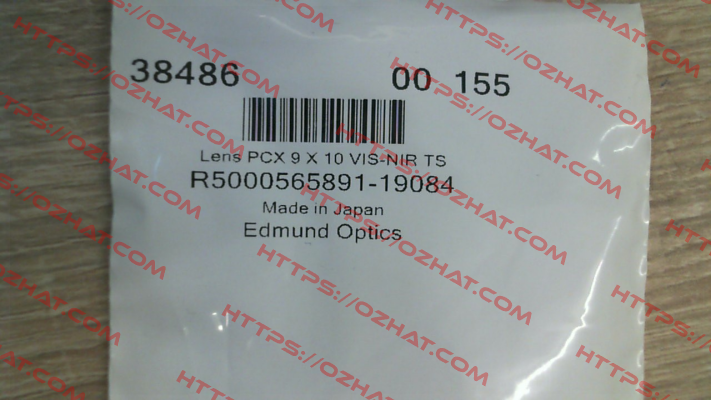 38486 00 155
Lens PCX 9 X 10 VIS-NIR TS
R5000565891-19084
Made in Japan
Edmund Optics
HTTPS://OZHAT.COM